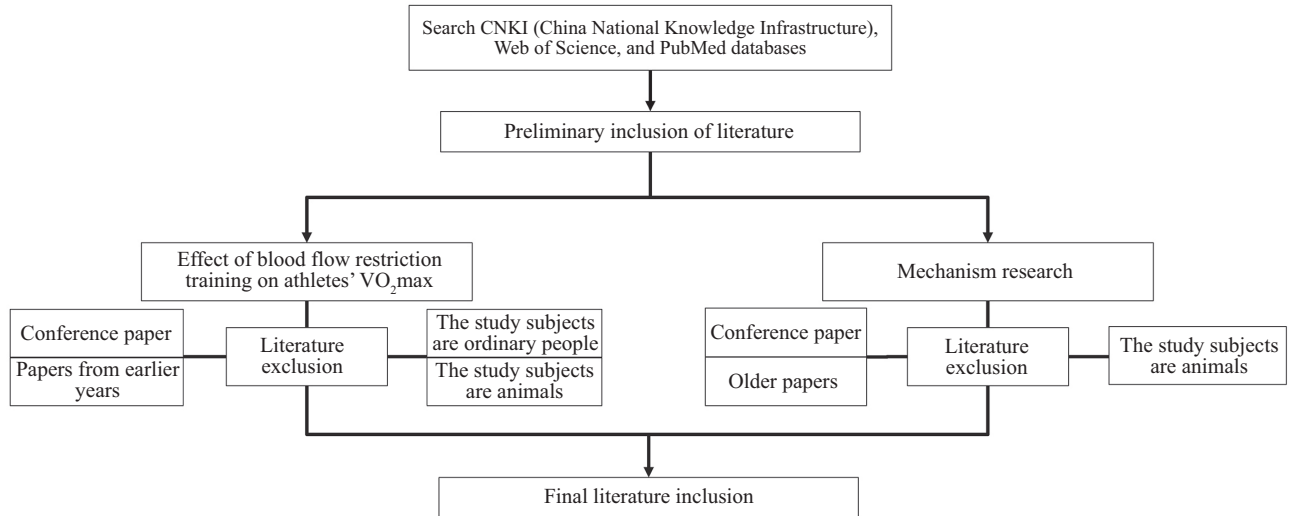 Search CNKI (China National Knowledge Infrastructure),
Web of Science, and PubMed databases
Preliminary inclusion of literature
Effect of blood flow restriction
training on athletes’ VO₂max
Mechanism research
Conference paper
Papers from earlier
years
Literature
exclusion
The study subjects
are ordinary people
The study subjects
are animals
Conference paper
Older papers
Literature
exclusion
The study subjects
are animals
Final literature inclusion